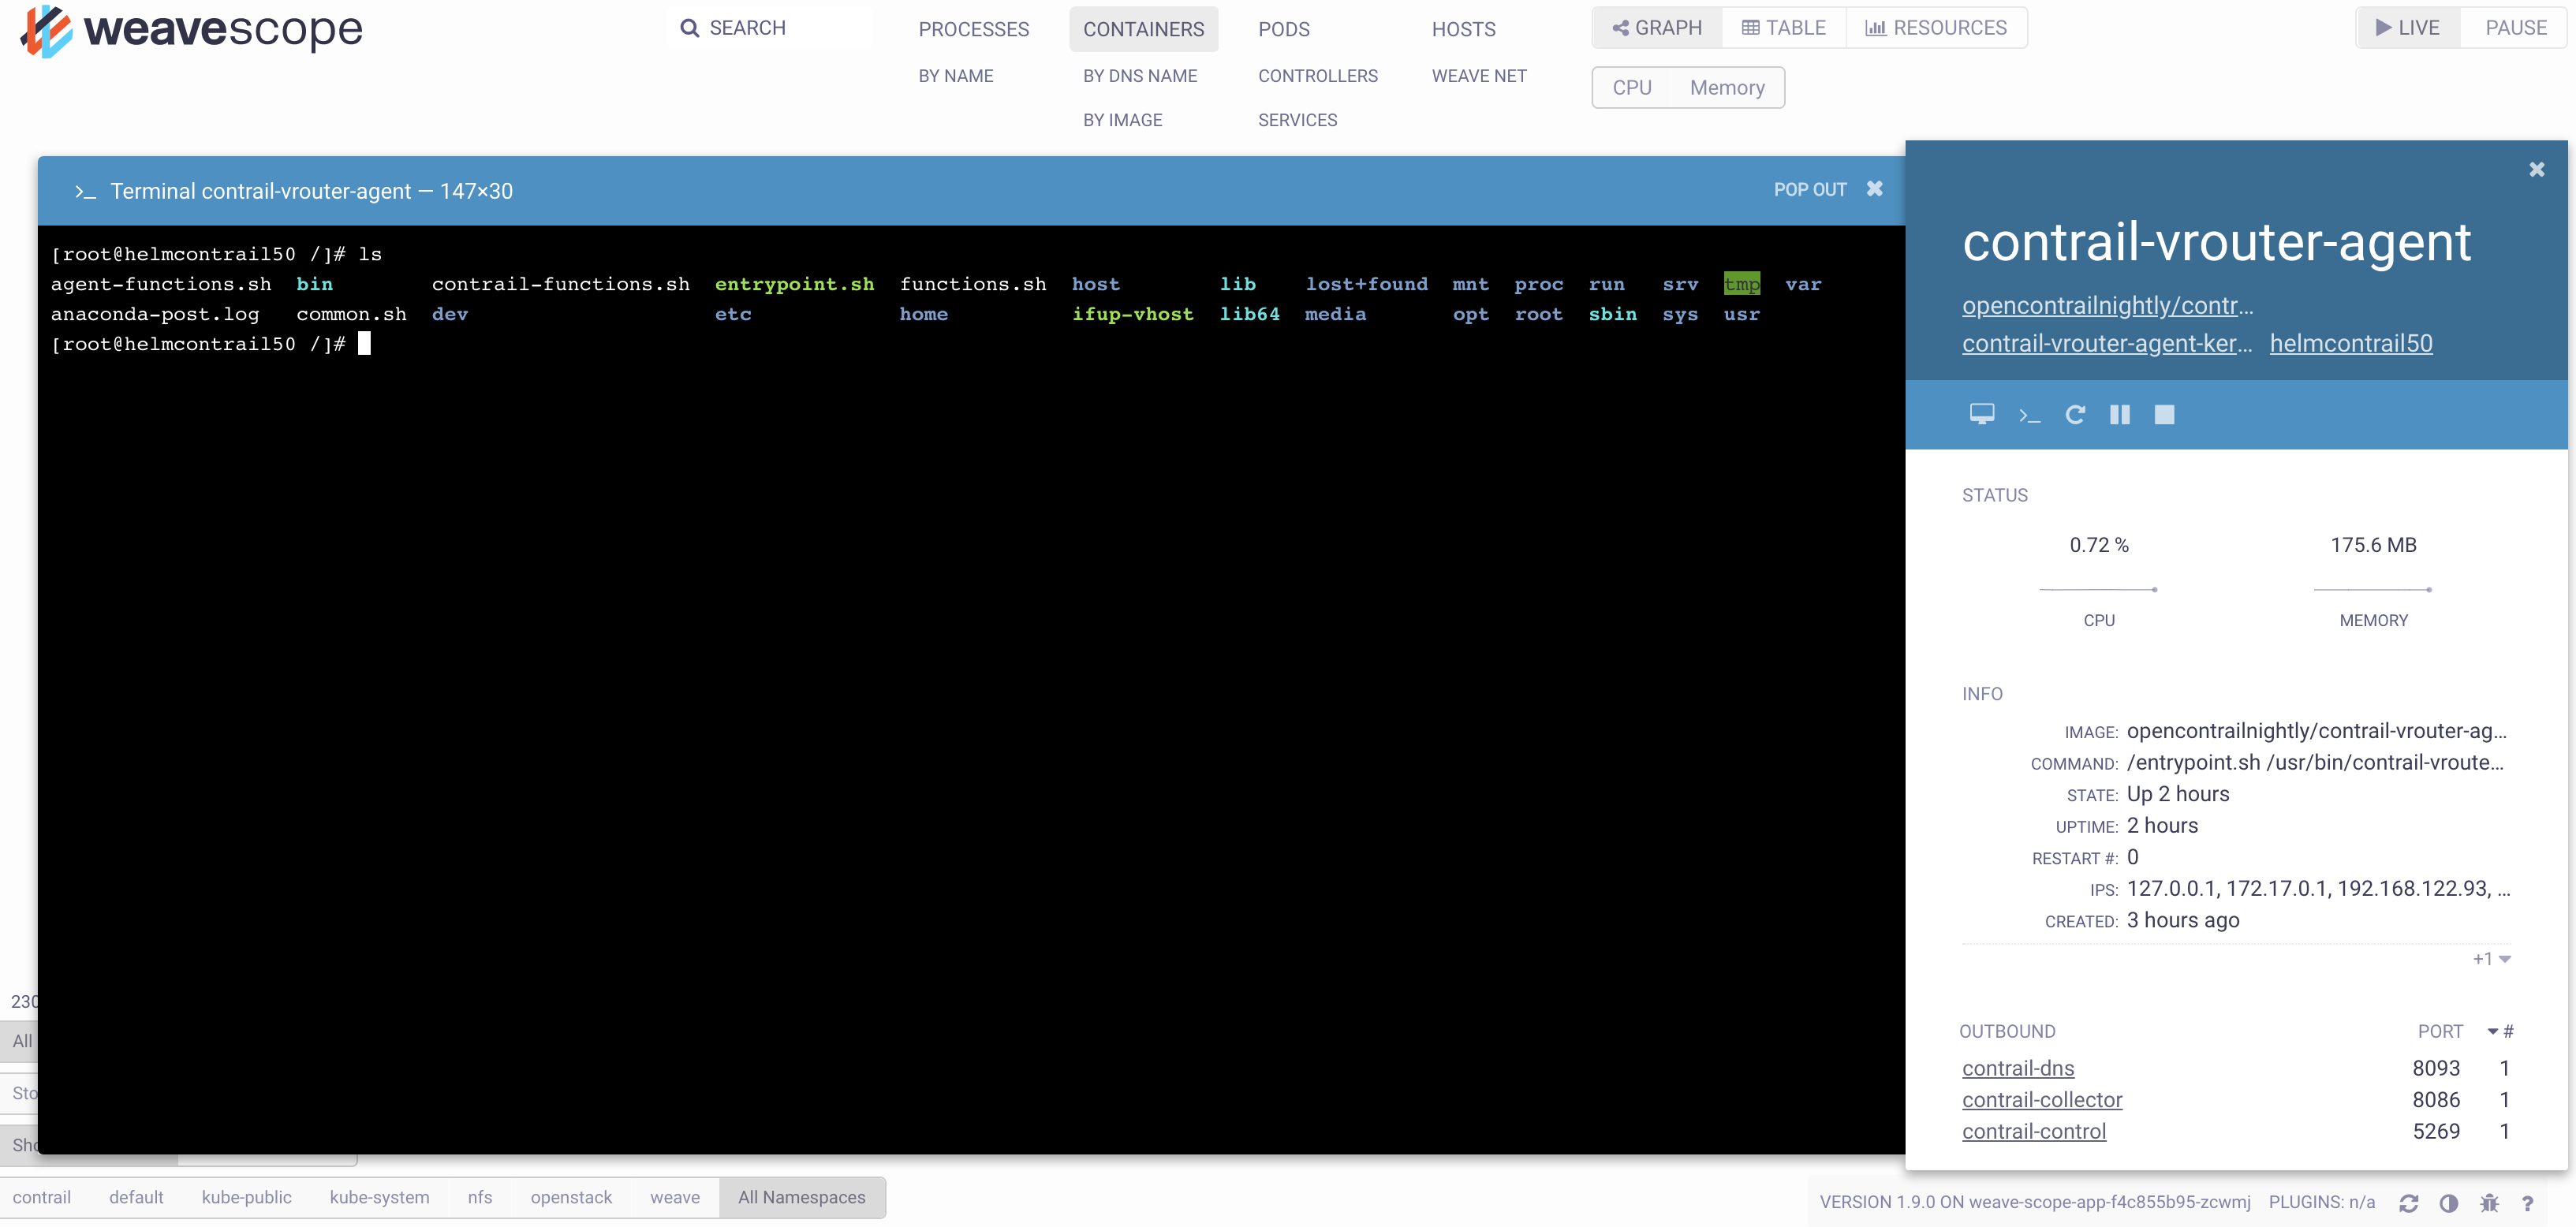 weavescope
SEARCH
PROCESSES CONTAINERS PODS HOSTS
BY NAME BY DNS NAME CONTROLLERS WEAVE NET
BY IMAGE SERVICES
GRAPH TABLE RESOURCES
CPU Memory
LIVE PAUSE
>_ Terminal contrail-vrouter-agent — 147×30
POP OUT
[root@helmcontrail50 /]# ls
agent-functions.sh bin contrail-functions.sh entrypoint.sh functions.sh host lib lost+found mnt proc run srv tmp var
anaconda-post.log common.sh dev etc home ifup-vhost lib64 media opt root sbin sys usr
[root@helmcontrail50 /]#
contrail-vrouter-agent
opencontrailnightly/contr...
contrail-vrouter-agent-ker... helmcontrail50
STATUS
0.72 % 175.6 MB
CPU MEMORY
INFO
IMAGE: opencontrailnightly/contrail-vrouter-ag...
COMMAND: /entrypoint.sh /usr/bin/contrail-vroute...
STATE: Up 2 hours
UPTIME: 2 hours
RESTART #: 0
IPS: 127.0.0.1, 172.17.0.1, 192.168.122.93, ...
CREATED: 3 hours ago
+1
OUTBOUND PORT #
contrail-dns 8093 1
contrail-collector 8086 1
contrail-control 5269 1
230
All
Sto
Sho
contrail default kube-public kube-system nfs openstack weave All Namespaces
VERSION 1.9.0 ON weave-scope-app-f4c855b95-zcwmj PLUGINS: n/a ?